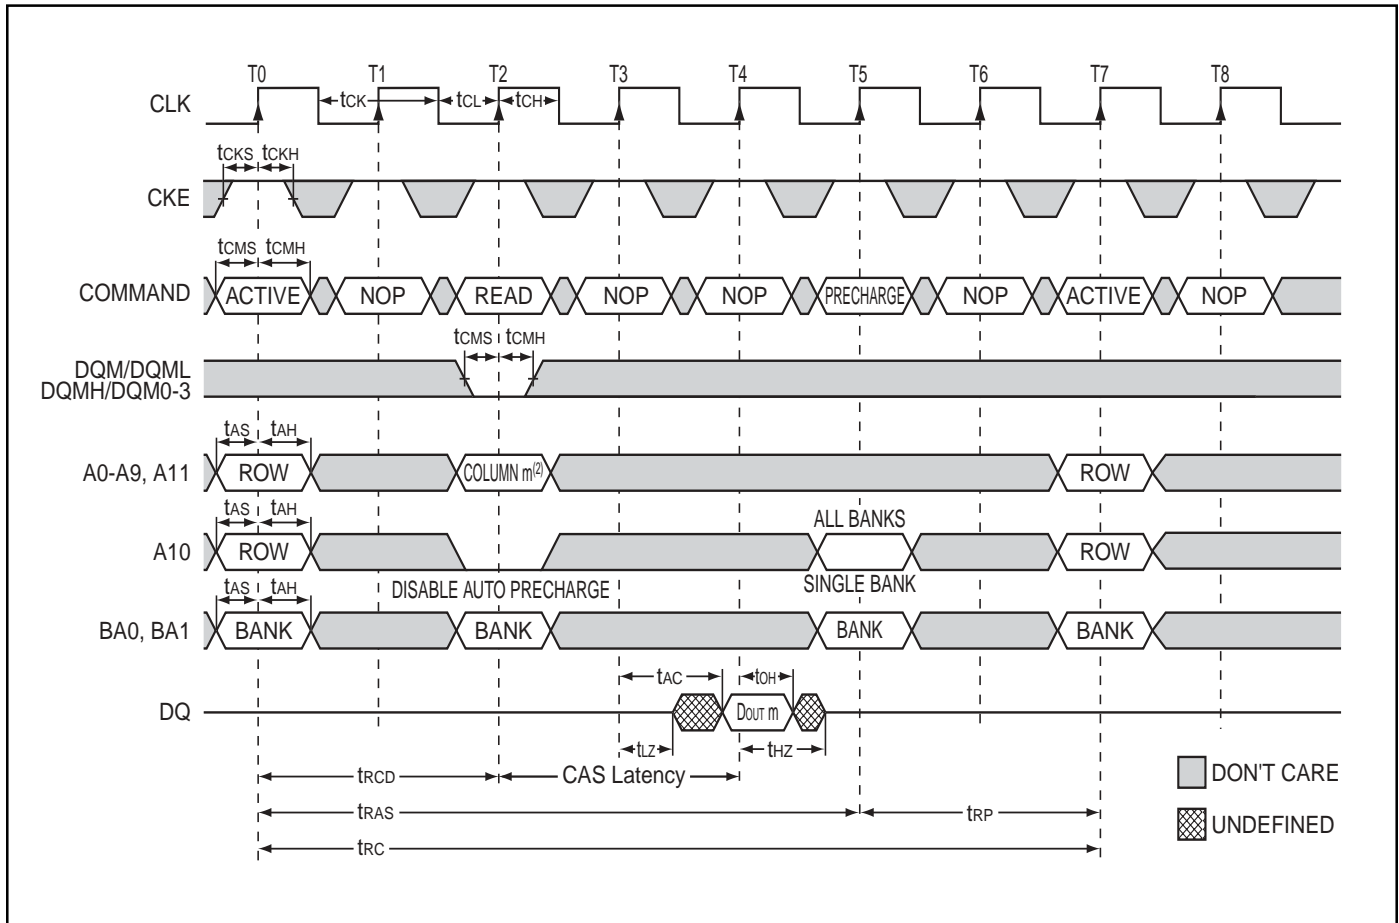 T0 T1 T2 T3 T4 T5 T6 T7 T8
CLK tCK tCL tCH
tCKS tCKH
CKE
tCMS tCMH
COMMAND ACTIVE NOP READ NOP NOP PRECHARGE NOP ACTIVE NOP
tCMS tCMH
DQM/DQML
DQMH/DQM0-3
tAS tAH
A0-A9, A11 ROW COLUMN m(2) ROW
tAS tAH ALL BANKS
A10 ROW ROW
tAS tAH DISABLE AUTO PRECHARGE SINGLE BANK
BA0, BA1 BANK BANK BANK BANK
tAC tOH
DQ DOUT m
tLZ tHZ
tRCD CAS Latency
DON'T CARE
tRAS tRP
UNDEFINED
tRC